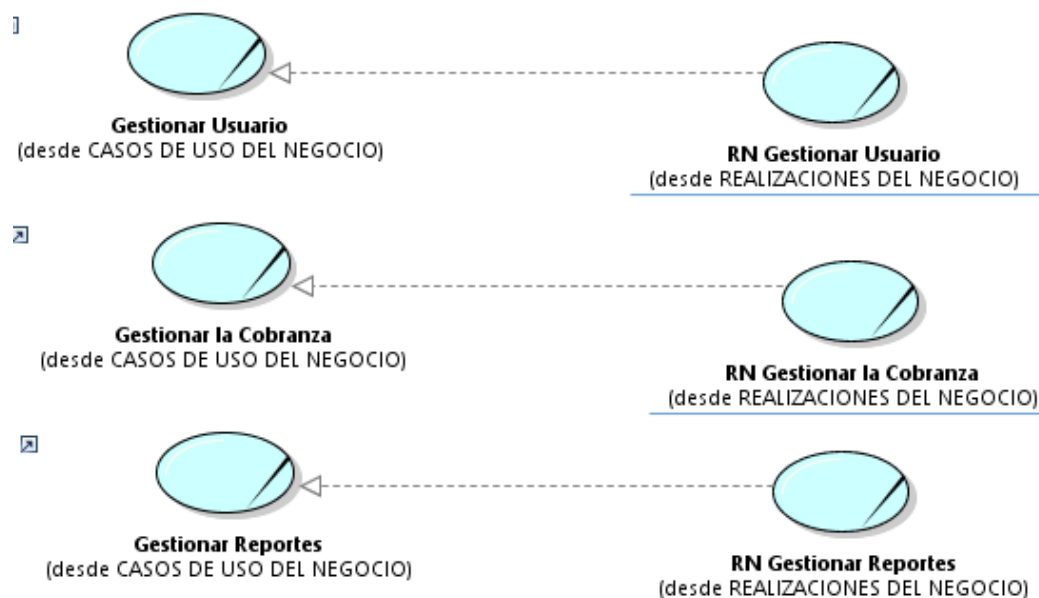 Gestionar Usuario
(desde CASOS DE USO DEL NEGOCIO)
RN Gestionar Usuario
(desde REALIZACIONES DEL NEGOCIO)
Gestionar la Cobranza
(desde CASOS DE USO DEL NEGOCIO)
RN Gestionar la Cobranza
(desde REALIZACIONES DEL NEGOCIO)
Gestionar Reportes
(desde CASOS DE USO DEL NEGOCIO)
RN Gestionar Reportes
(desde REALIZACIONES DEL NEGOCIO)